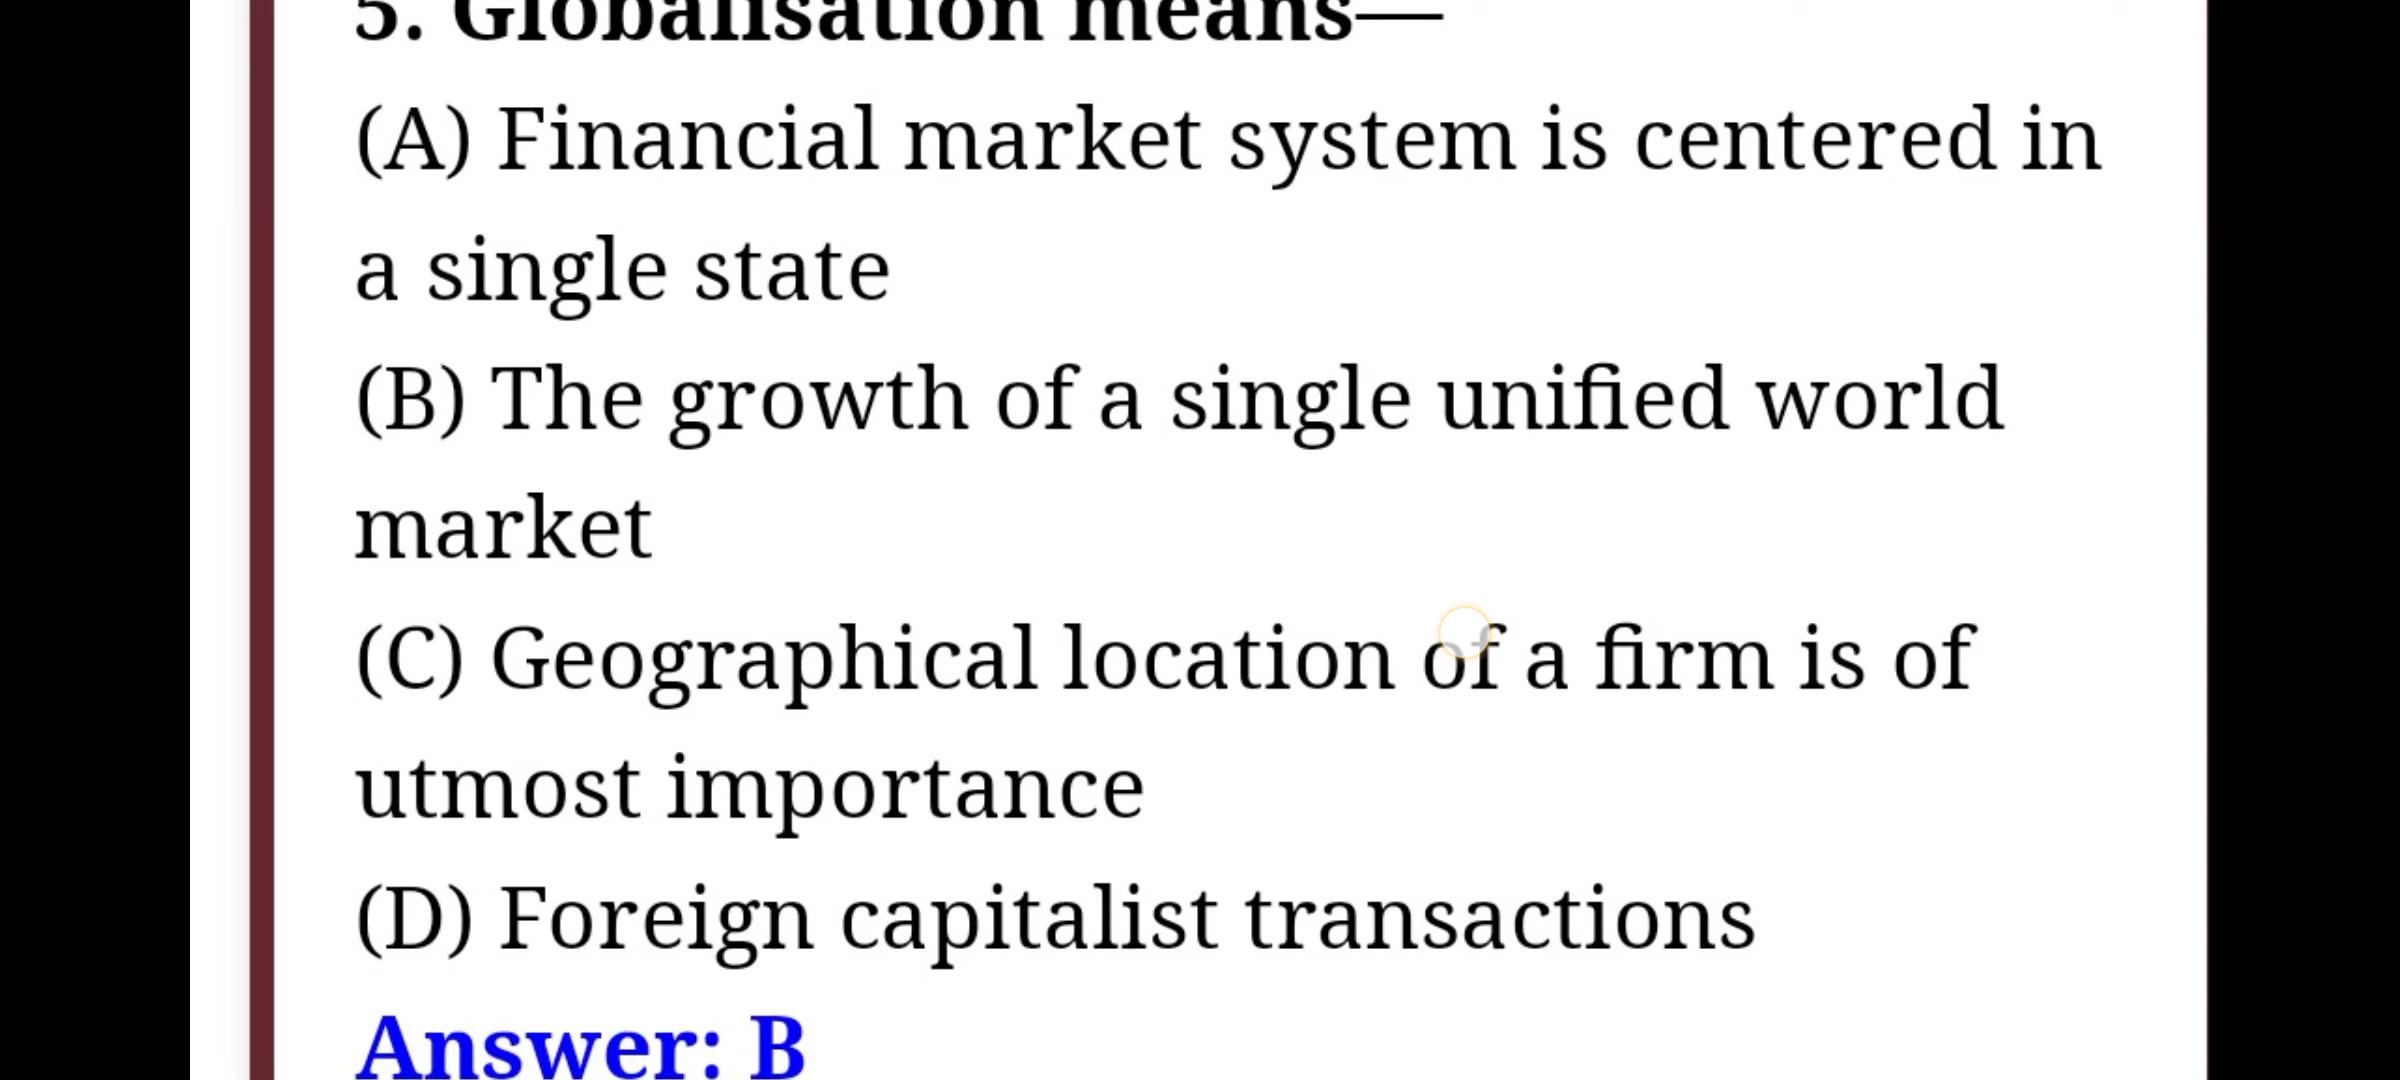 5. Globalisation means—
(A) Financial market system is centered in
a single state
(B) The growth of a single unified world
market
(C) Geographical location of a firm is of
utmost importance
(D) Foreign capitalist transactions
Answer: B